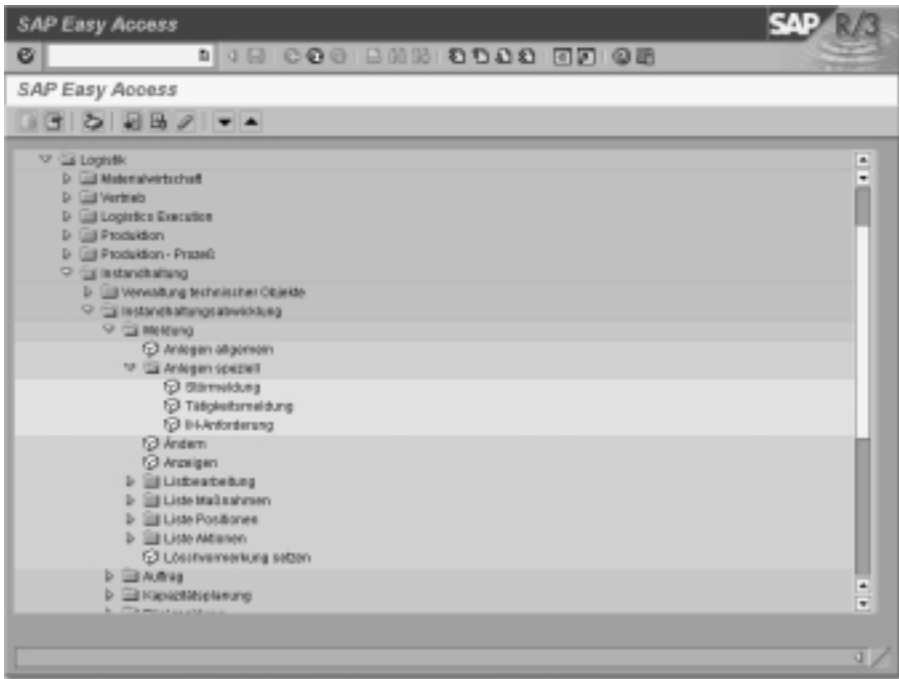 SAP Easy Access
SAP R/3
SAP Easy Access
Logistik
Materialwirtschaft
Vertrieb
Logistics Execution
Produktion
Produktion - Prozeß
Instandhaltung
Verwaltung technischer Objekte
Instandhaltungsabwicklung
Meldung
Anlegen allgemein
Anlegen speziell
Störmeldung
Tätigkeitsmeldung
IH-Anforderung
Ändern
Anzeigen
Listbearbeitung
Liste Maßnahmen
Liste Positionen
Liste Aktionen
Löschvormerkung setzen
Auftrag
Kapazitätsplanung